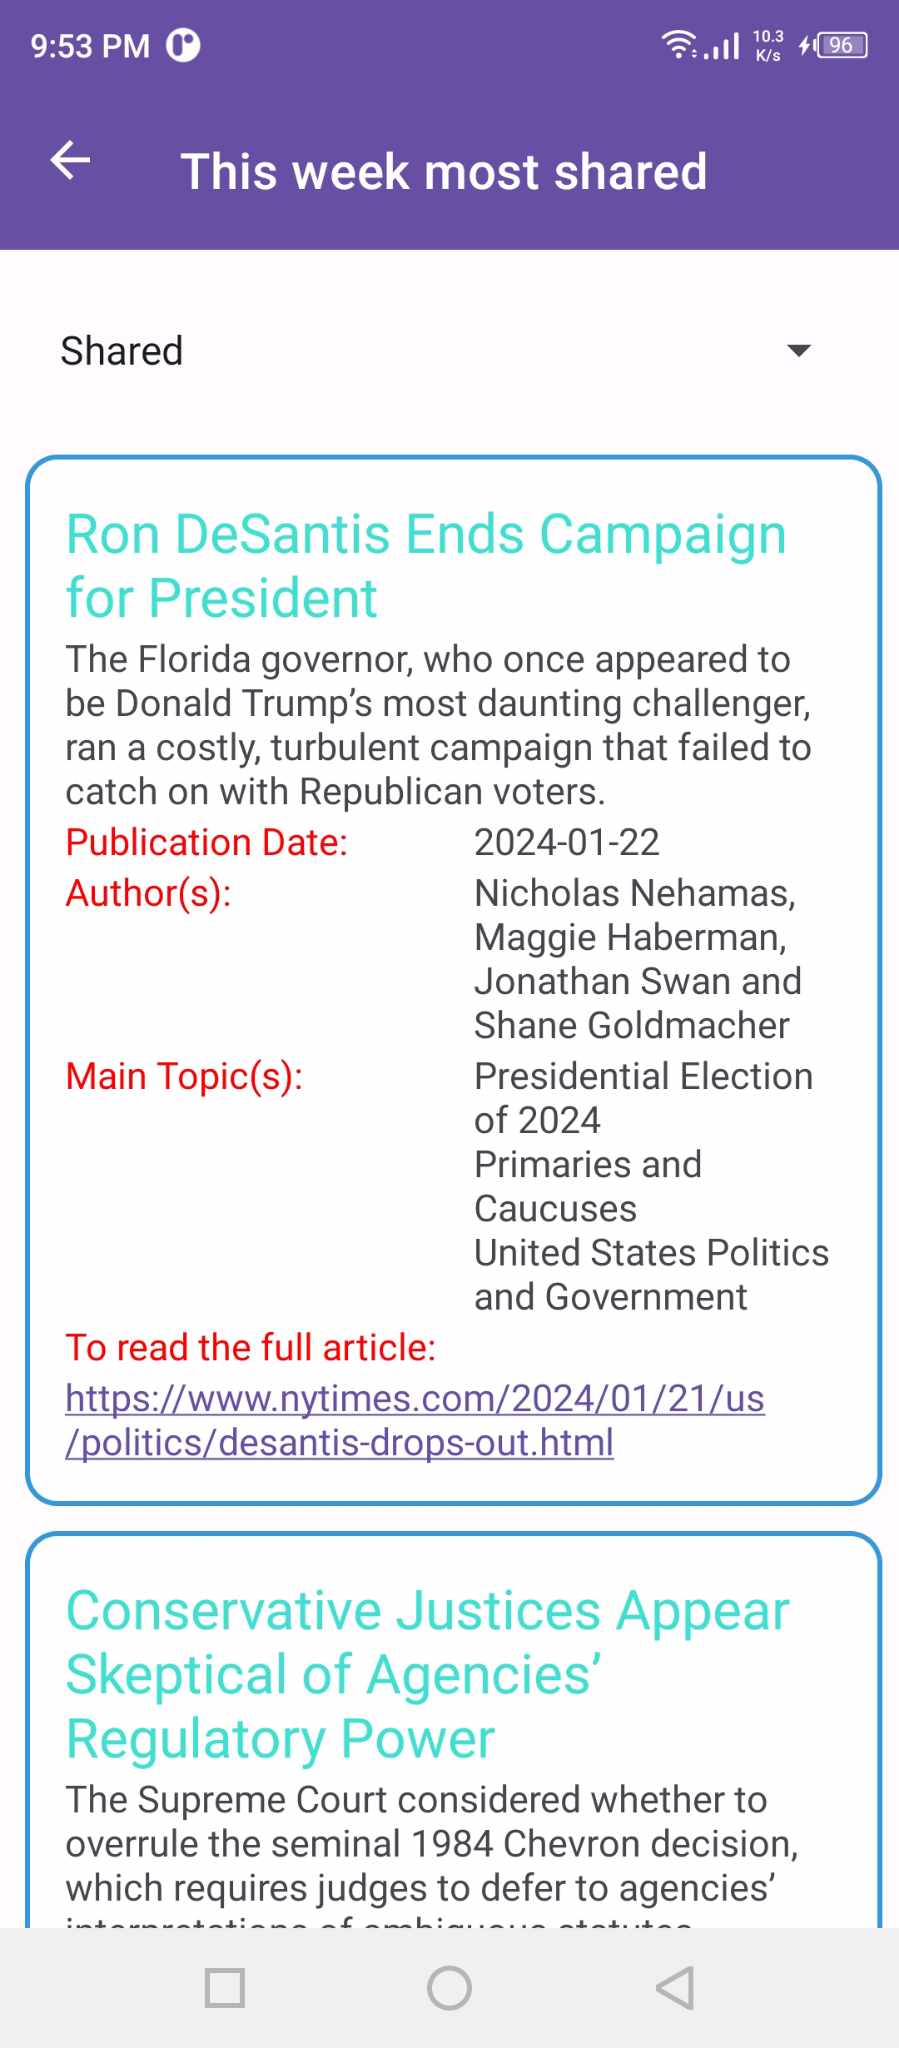 9:53 PM
10.3
K/s
96
This week most shared
Shared
Ron DeSantis Ends Campaign
for President
The Florida governor, who once appeared to
be Donald Trump’s most daunting challenger,
ran a costly, turbulent campaign that failed to
catch on with Republican voters.
Publication Date: 2024-01-22
Author(s): Nicholas Nehamas,
Maggie Haberman,
Jonathan Swan and
Shane Goldmacher
Main Topic(s): Presidential Election
of 2024
Primaries and
Caucuses
United States Politics
and Government
To read the full article:
https://www.nytimes.com/2024/01/21/us
/politics/desantis-drops-out.html
Conservative Justices Appear
Skeptical of Agencies’
Regulatory Power
The Supreme Court considered whether to
overrule the seminal 1984 Chevron decision,
which requires judges to defer to agencies’
interpretations of ambiguous statutes